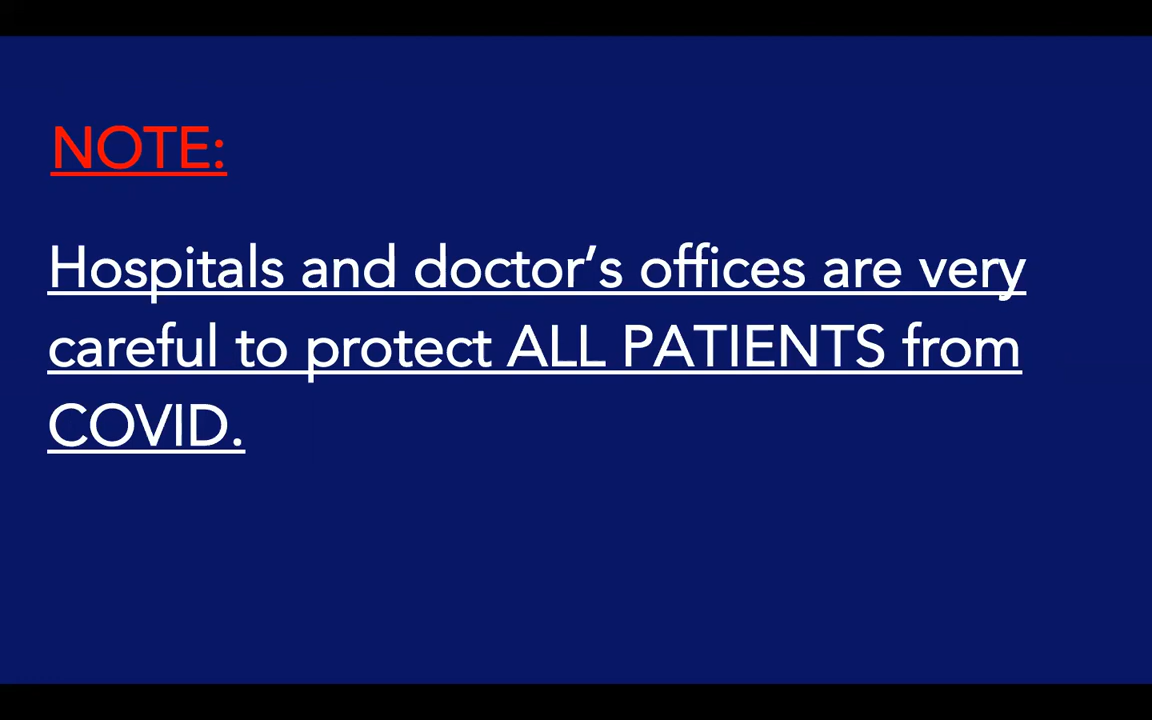 NOTE:
Hospitals and doctor’s offices are very
careful to protect ALL PATIENTS from
COVID.